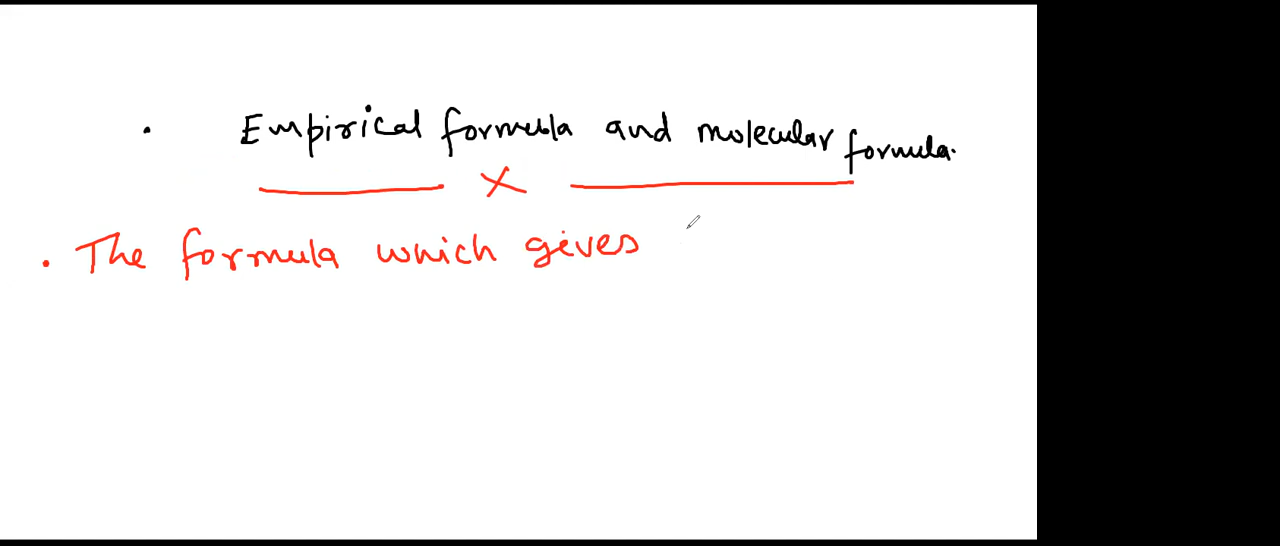 . Empirical formula and molecular formula.
. The formula which gives